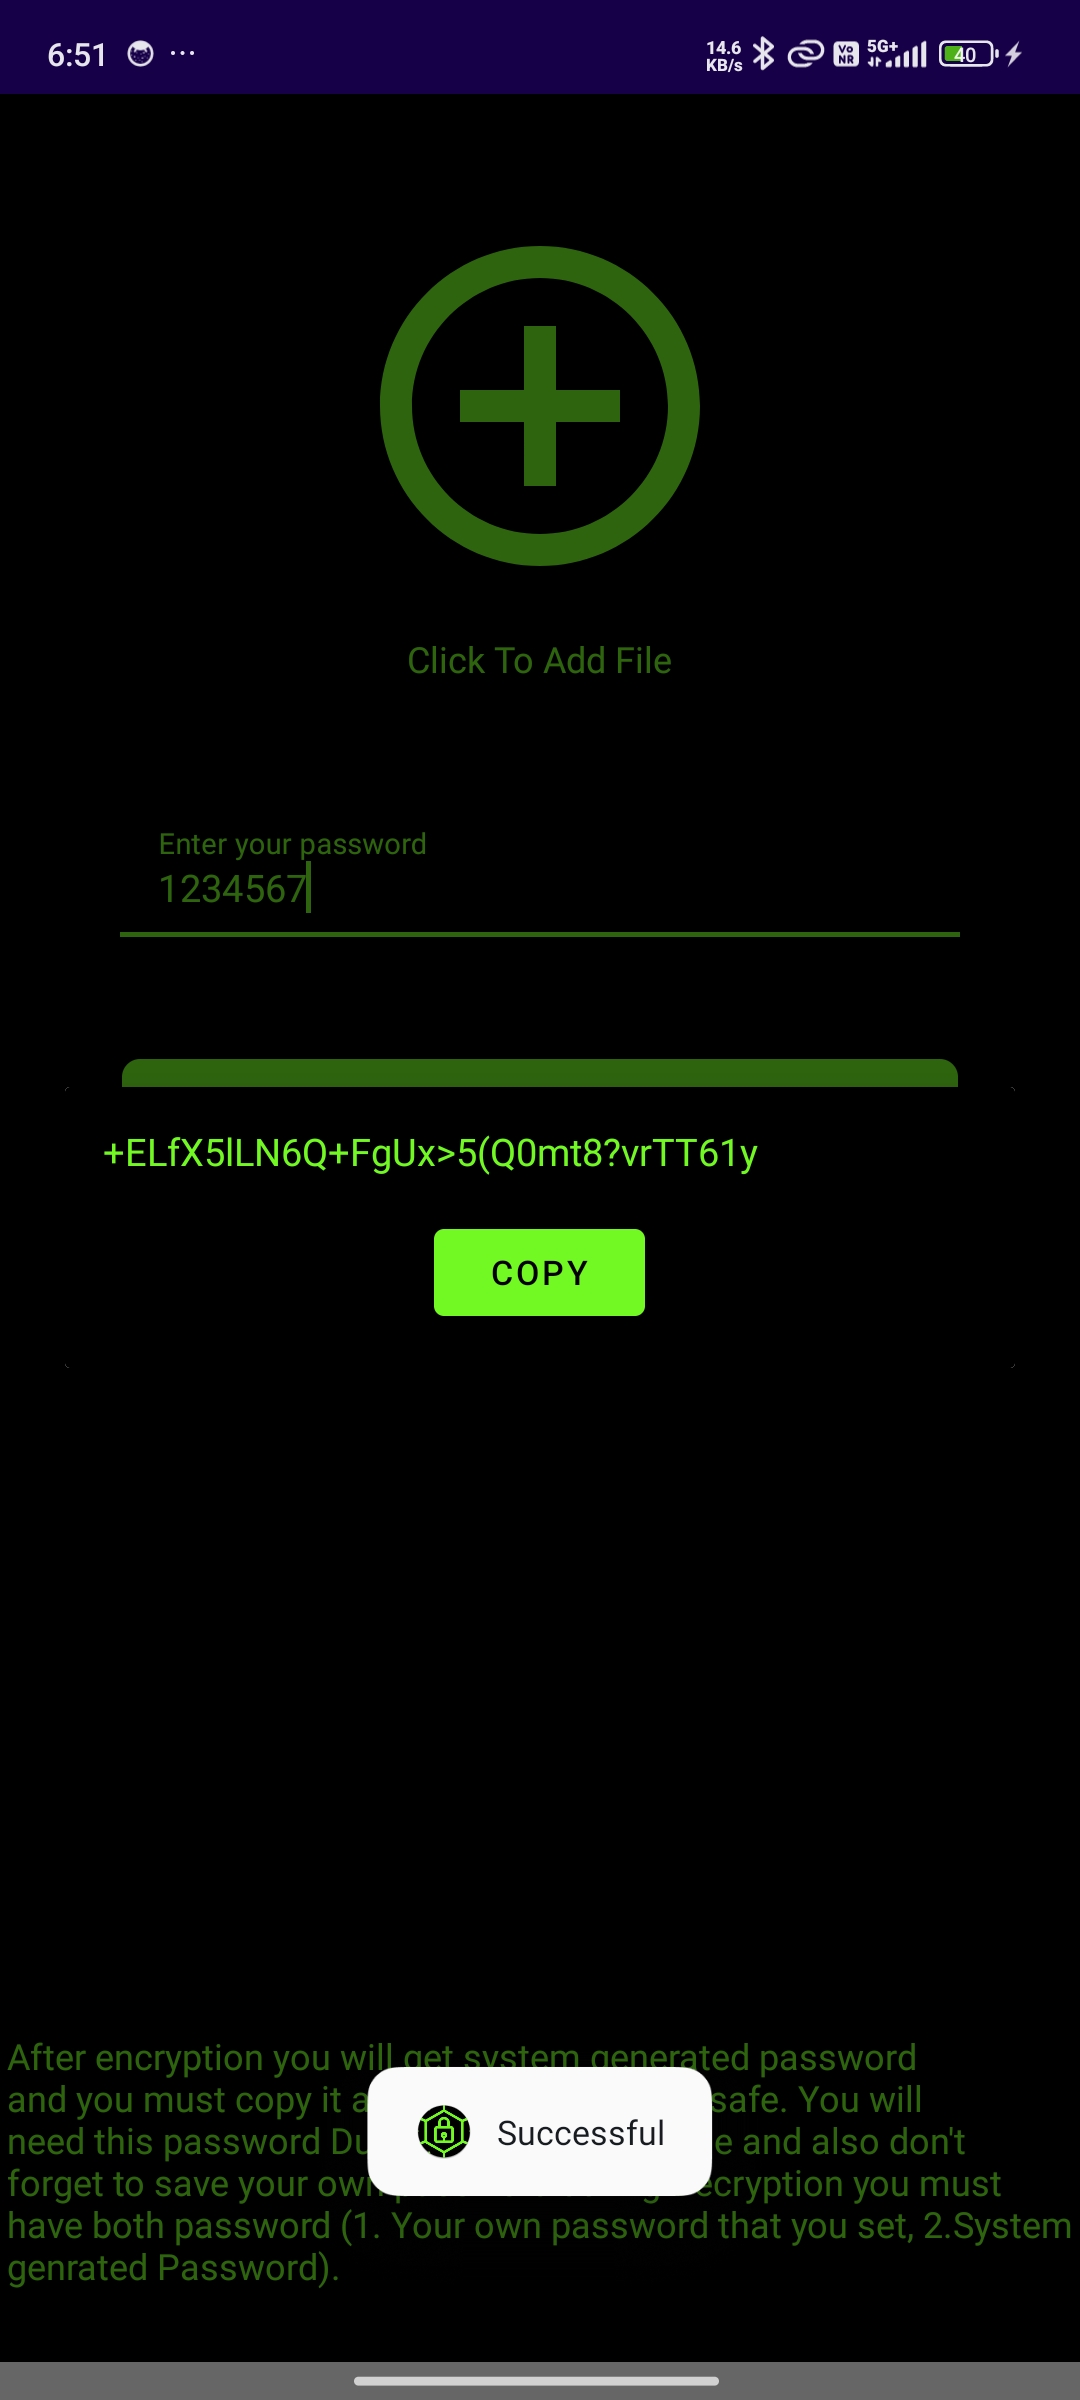 6:51 ...
14.6
KB/s
Vo
NR
5G+
40
Click To Add File
Enter your password
1234567
+ELfX5lLN6Q+FgUx>5(Q0mt8?vrTT61y
COPY
After encryption you will get system generated password
and you must copy it a safe. You will
need this password Du e and also don't
forget to save your own ecryption you must
have both password (1. Your own password that you set, 2.System
genrated Password).
Successful